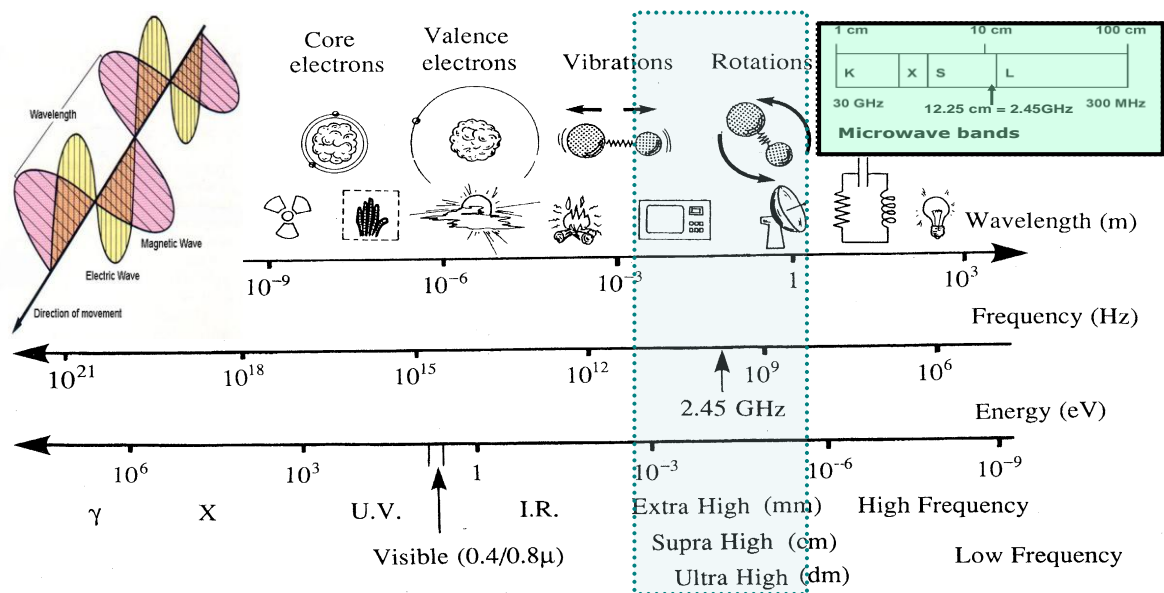 Core
electrons
Valence
electrons
Vibrations
Rotations
1 cm 10 cm 100 cm
K X S L
30 GHz 12.25 cm = 2.45GHz 300 MHz
Microwave bands
Wavelength
Magnetic Wave
Electric Wave
Direction of movement
Wavelength (m)
10⁻⁹ 10⁻⁶ 10⁻³ 1 10³
Frequency (Hz)
10²¹ 10¹⁸ 10¹⁵ 10¹² 10⁹ 10⁶
2.45 GHz
Energy (eV)
10⁶ 10³ 1 10⁻³ 10⁻⁶ 10⁻⁹
γ X U.V. I.R. Extra High (mm) High Frequency
Visible (0.4/0.8µ) Supra High (cm) Low Frequency
Ultra High (dm)